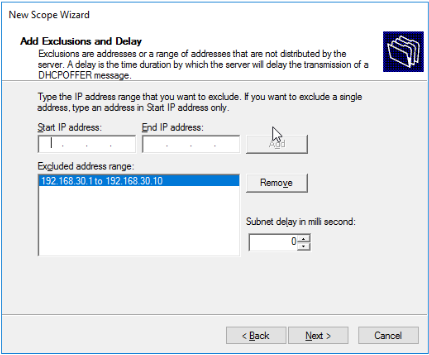 New Scope Wizard
Add Exclusions and Delay
Exclusions are addresses or a range of addresses that are not distributed by the
server. A delay is the time duration by which the server will delay the transmission of a
DHCPOFFER message.
Type the IP address range that you want to exclude. If you want to exclude a single
address, type an address in Start IP address only.
Start IP address: End IP address:
. . . . . . Add
Excluded address range:
192.168.30.1 to 192.168.30.10 Remove
Subnet delay in milli second:
0
< Back Next > Cancel